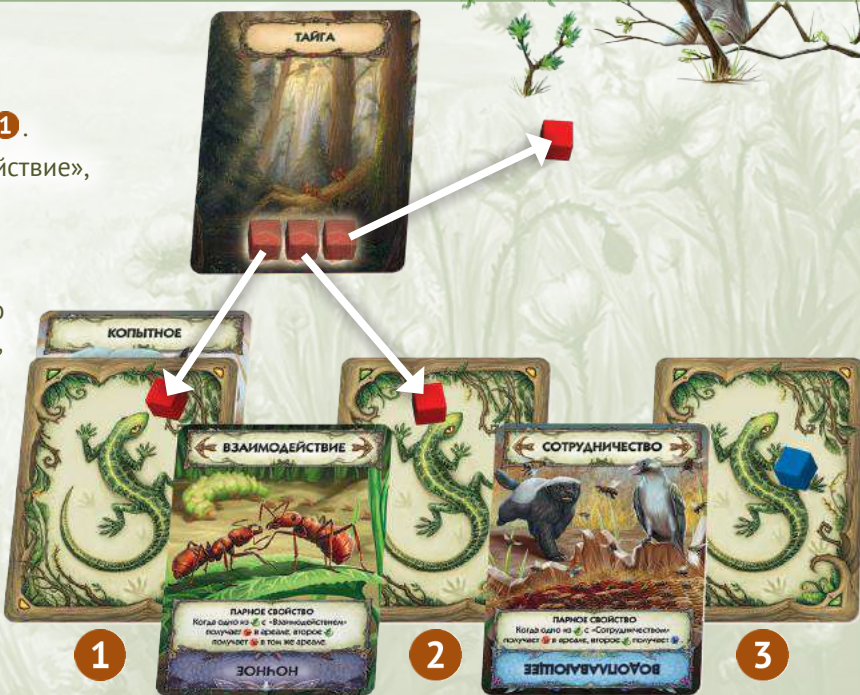 ТАЙГА
1.
йствие»,
о
,
КОПЫТНОЕ
ВЗАИМОДЕЙСТВИЕ
ПАРНОЕ СВОЙСТВО
Когда одно из с «Взаимодействием»
получает в ареале, второе
получает в том же ареале.
НОЧНОЕ
СОТРУДНИЧЕСТВО
ПАРНОЕ СВОЙСТВО
Когда одно из с «Сотрудничеством»
получает в ареале, второе получает .
ВОДОПЛАВАЮЩЕЕ
1
2
3